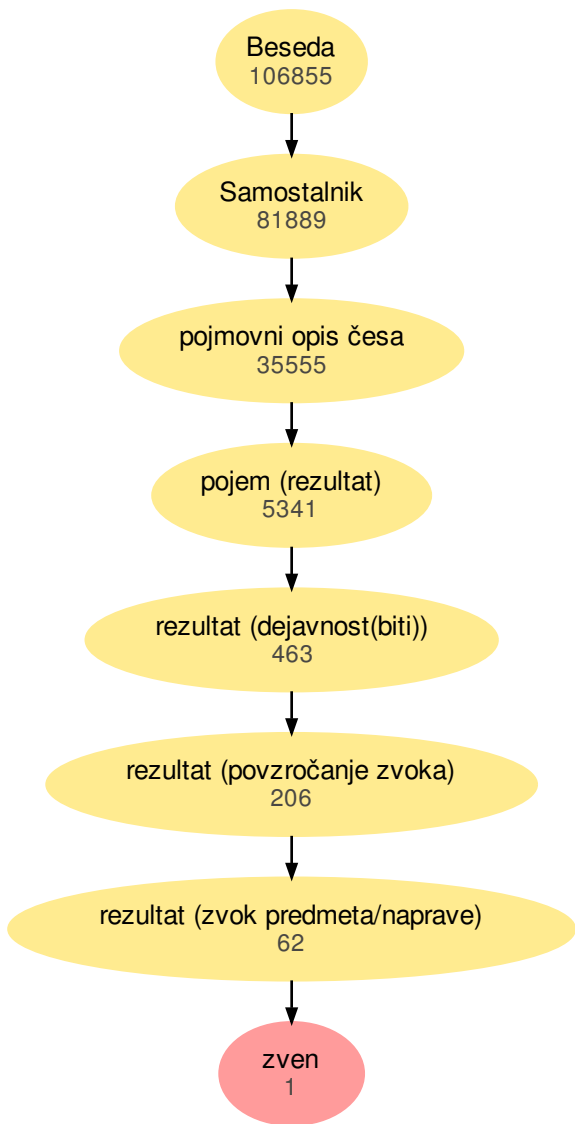 Beseda
106855
Samostalnik
81889
pojmovni opis česa
35555
pojem (rezultat)
5341
rezultat (dejavnost(biti))
463
rezultat (povzročanje zvoka)
206
rezultat (zvok predmeta/naprave)
62
zven
1